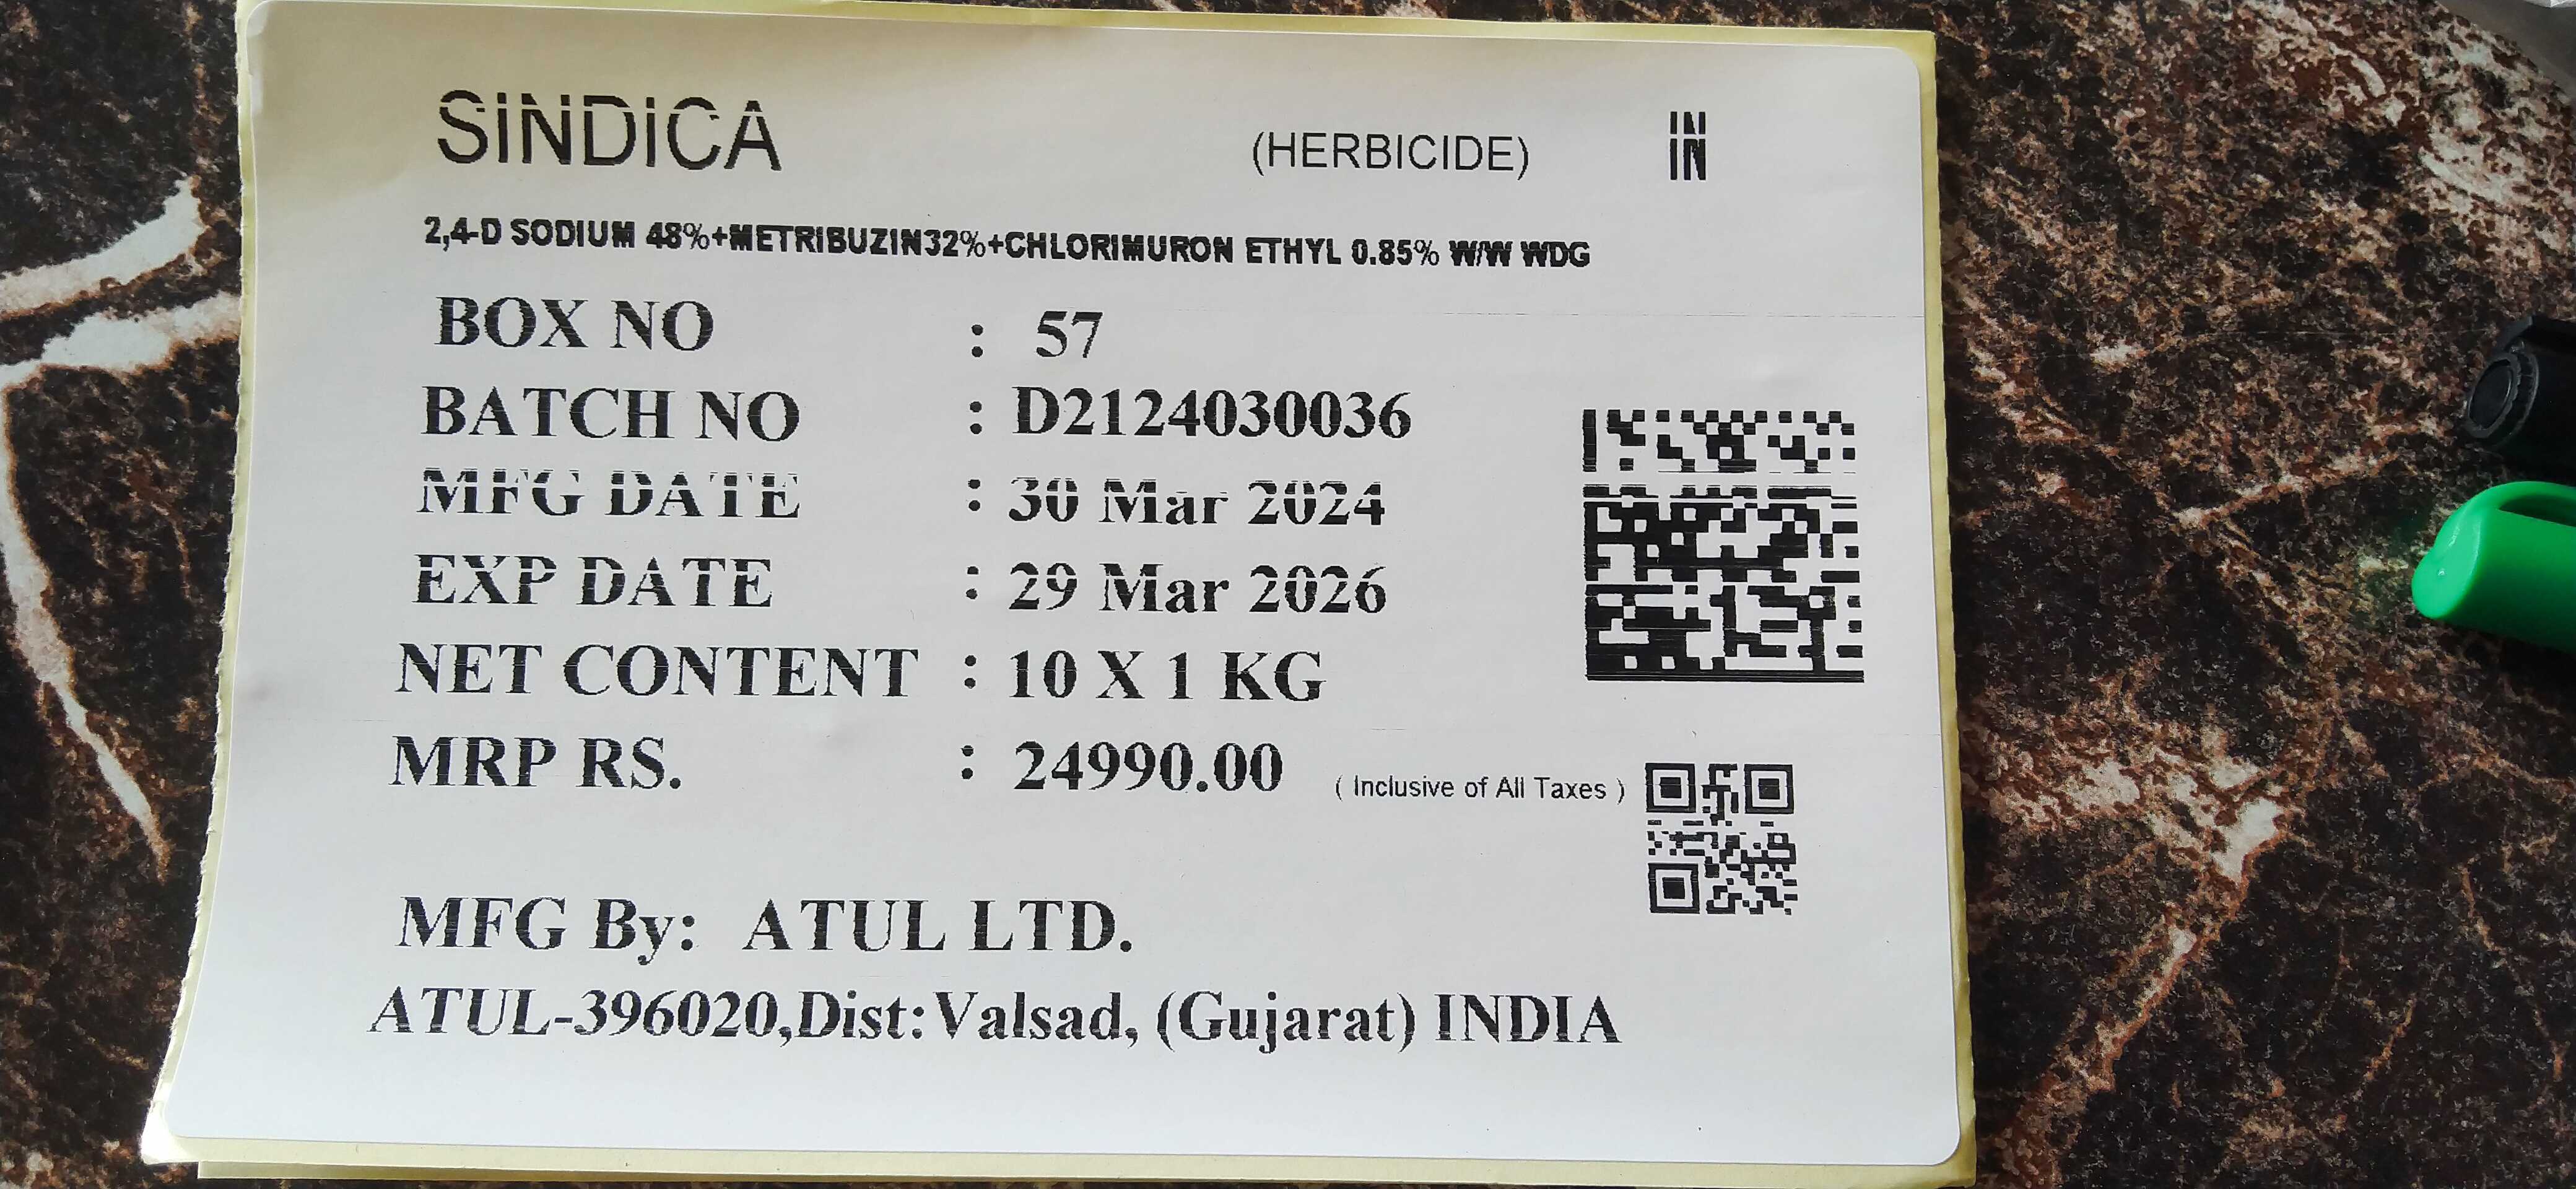 SiNDiCA (HERBICIDE) IN
IN
2,4-D SODIUM 48%+METRIBUZIN32%+CHLORIMURON ETHYL 0.85% W/W WDG
BOX NO : 57
BATCH NO : D2124030036
MFG DATE : 30 Mar 2024
EXP DATE : 29 Mar 2026
NET CONTENT : 10 X 1 KG
MRP RS. : 24990.00 ( Inclusive of All Taxes )
MFG By: ATUL LTD.
ATUL-396020,Dist:Valsad, (Gujarat) INDIA